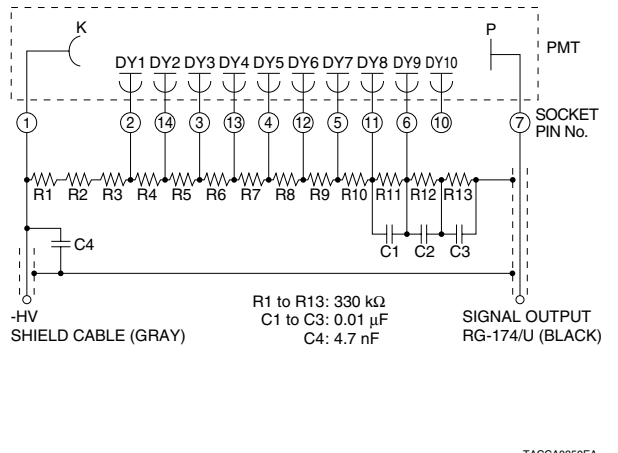 K
P
PMT
DY1 DY2 DY3 DY4 DY5 DY6 DY7 DY8 DY9 DY10
1 2 14 3 13 4 12 5 11 6 10 7
SOCKET
PIN No.
R1 R2 R3 R4 R5 R6 R7 R8 R9 R10 R11 R12 R13
C1 C2 C3
C4
R1 to R13: 330 kΩ
C1 to C3: 0.01 μF
C4: 4.7 nF
-HV
SHIELD CABLE (GRAY)
SIGNAL OUTPUT
RG-174/U (BLACK)